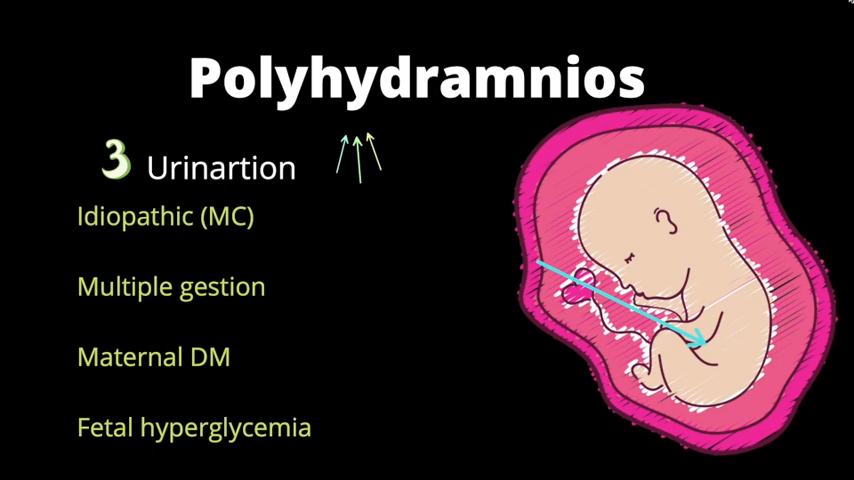 Polyhydramnios
3 Urinartion
Idiopathic (MC)
Multiple gestion
Maternal DM
Fetal hyperglycemia